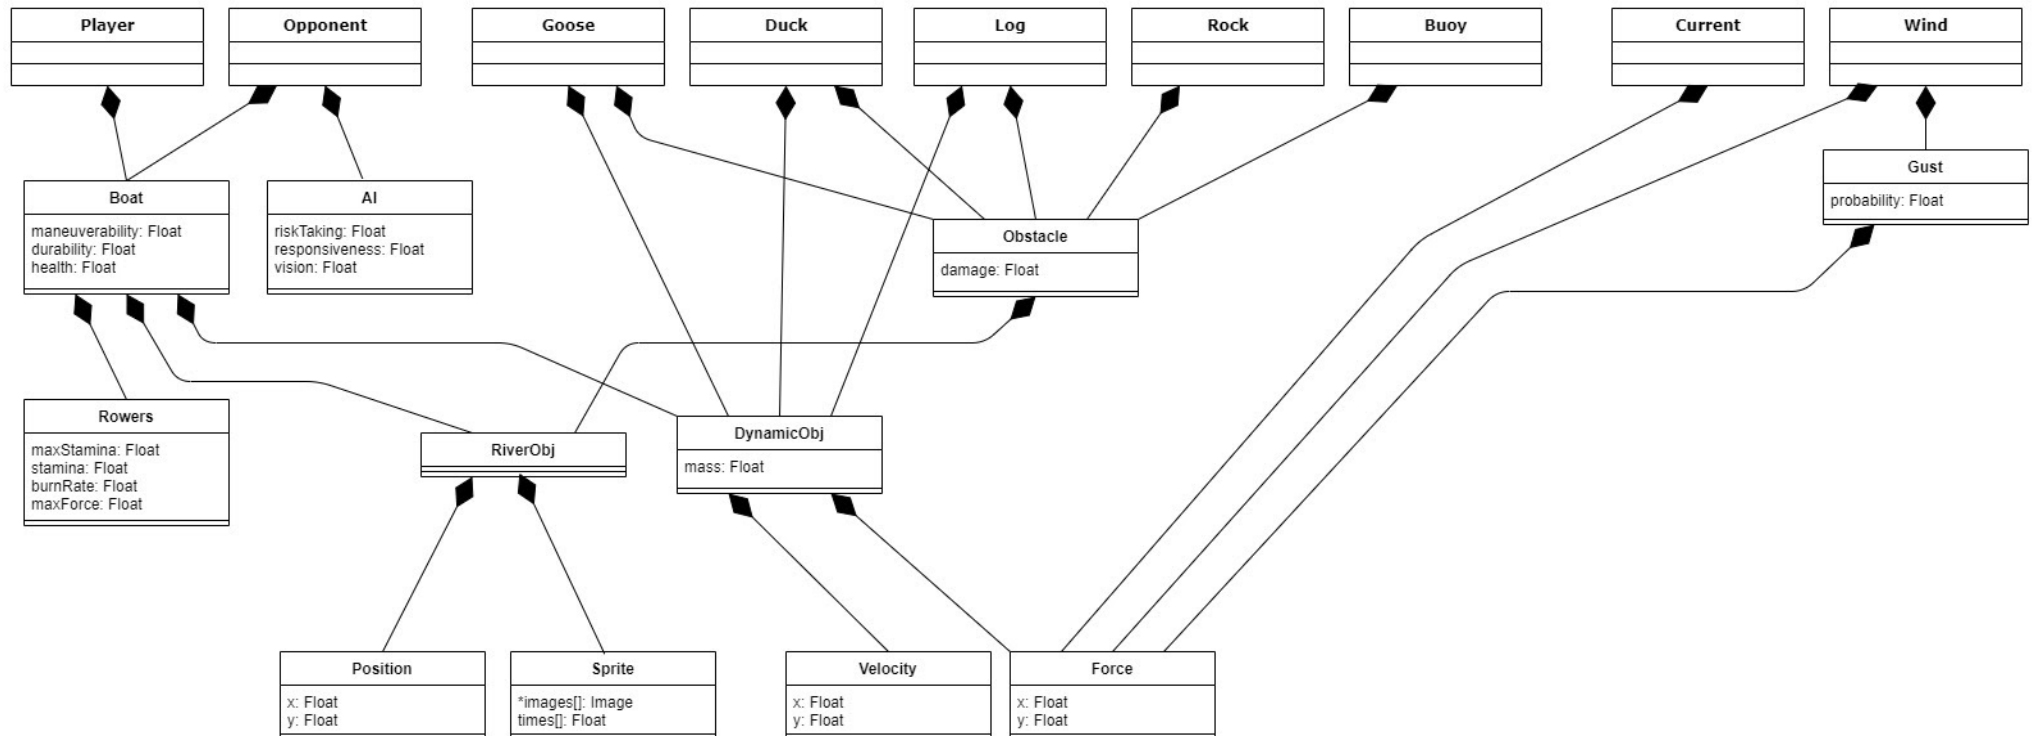 Player
Opponent
Goose
Duck
Log
Rock
Buoy
Current
Wind
Gust
probability: Float
Boat
maneuverability: Float
durability: Float
health: Float
AI
riskTaking: Float
responsiveness: Float
vision: Float
Obstacle
damage: Float
Rowers
maxStamina: Float
stamina: Float
burnRate: Float
maxForce: Float
RiverObj
DynamicObj
mass: Float
Position
x: Float
y: Float
Sprite
*images[]: Image
times[]: Float
Velocity
x: Float
y: Float
Force
x: Float
y: Float